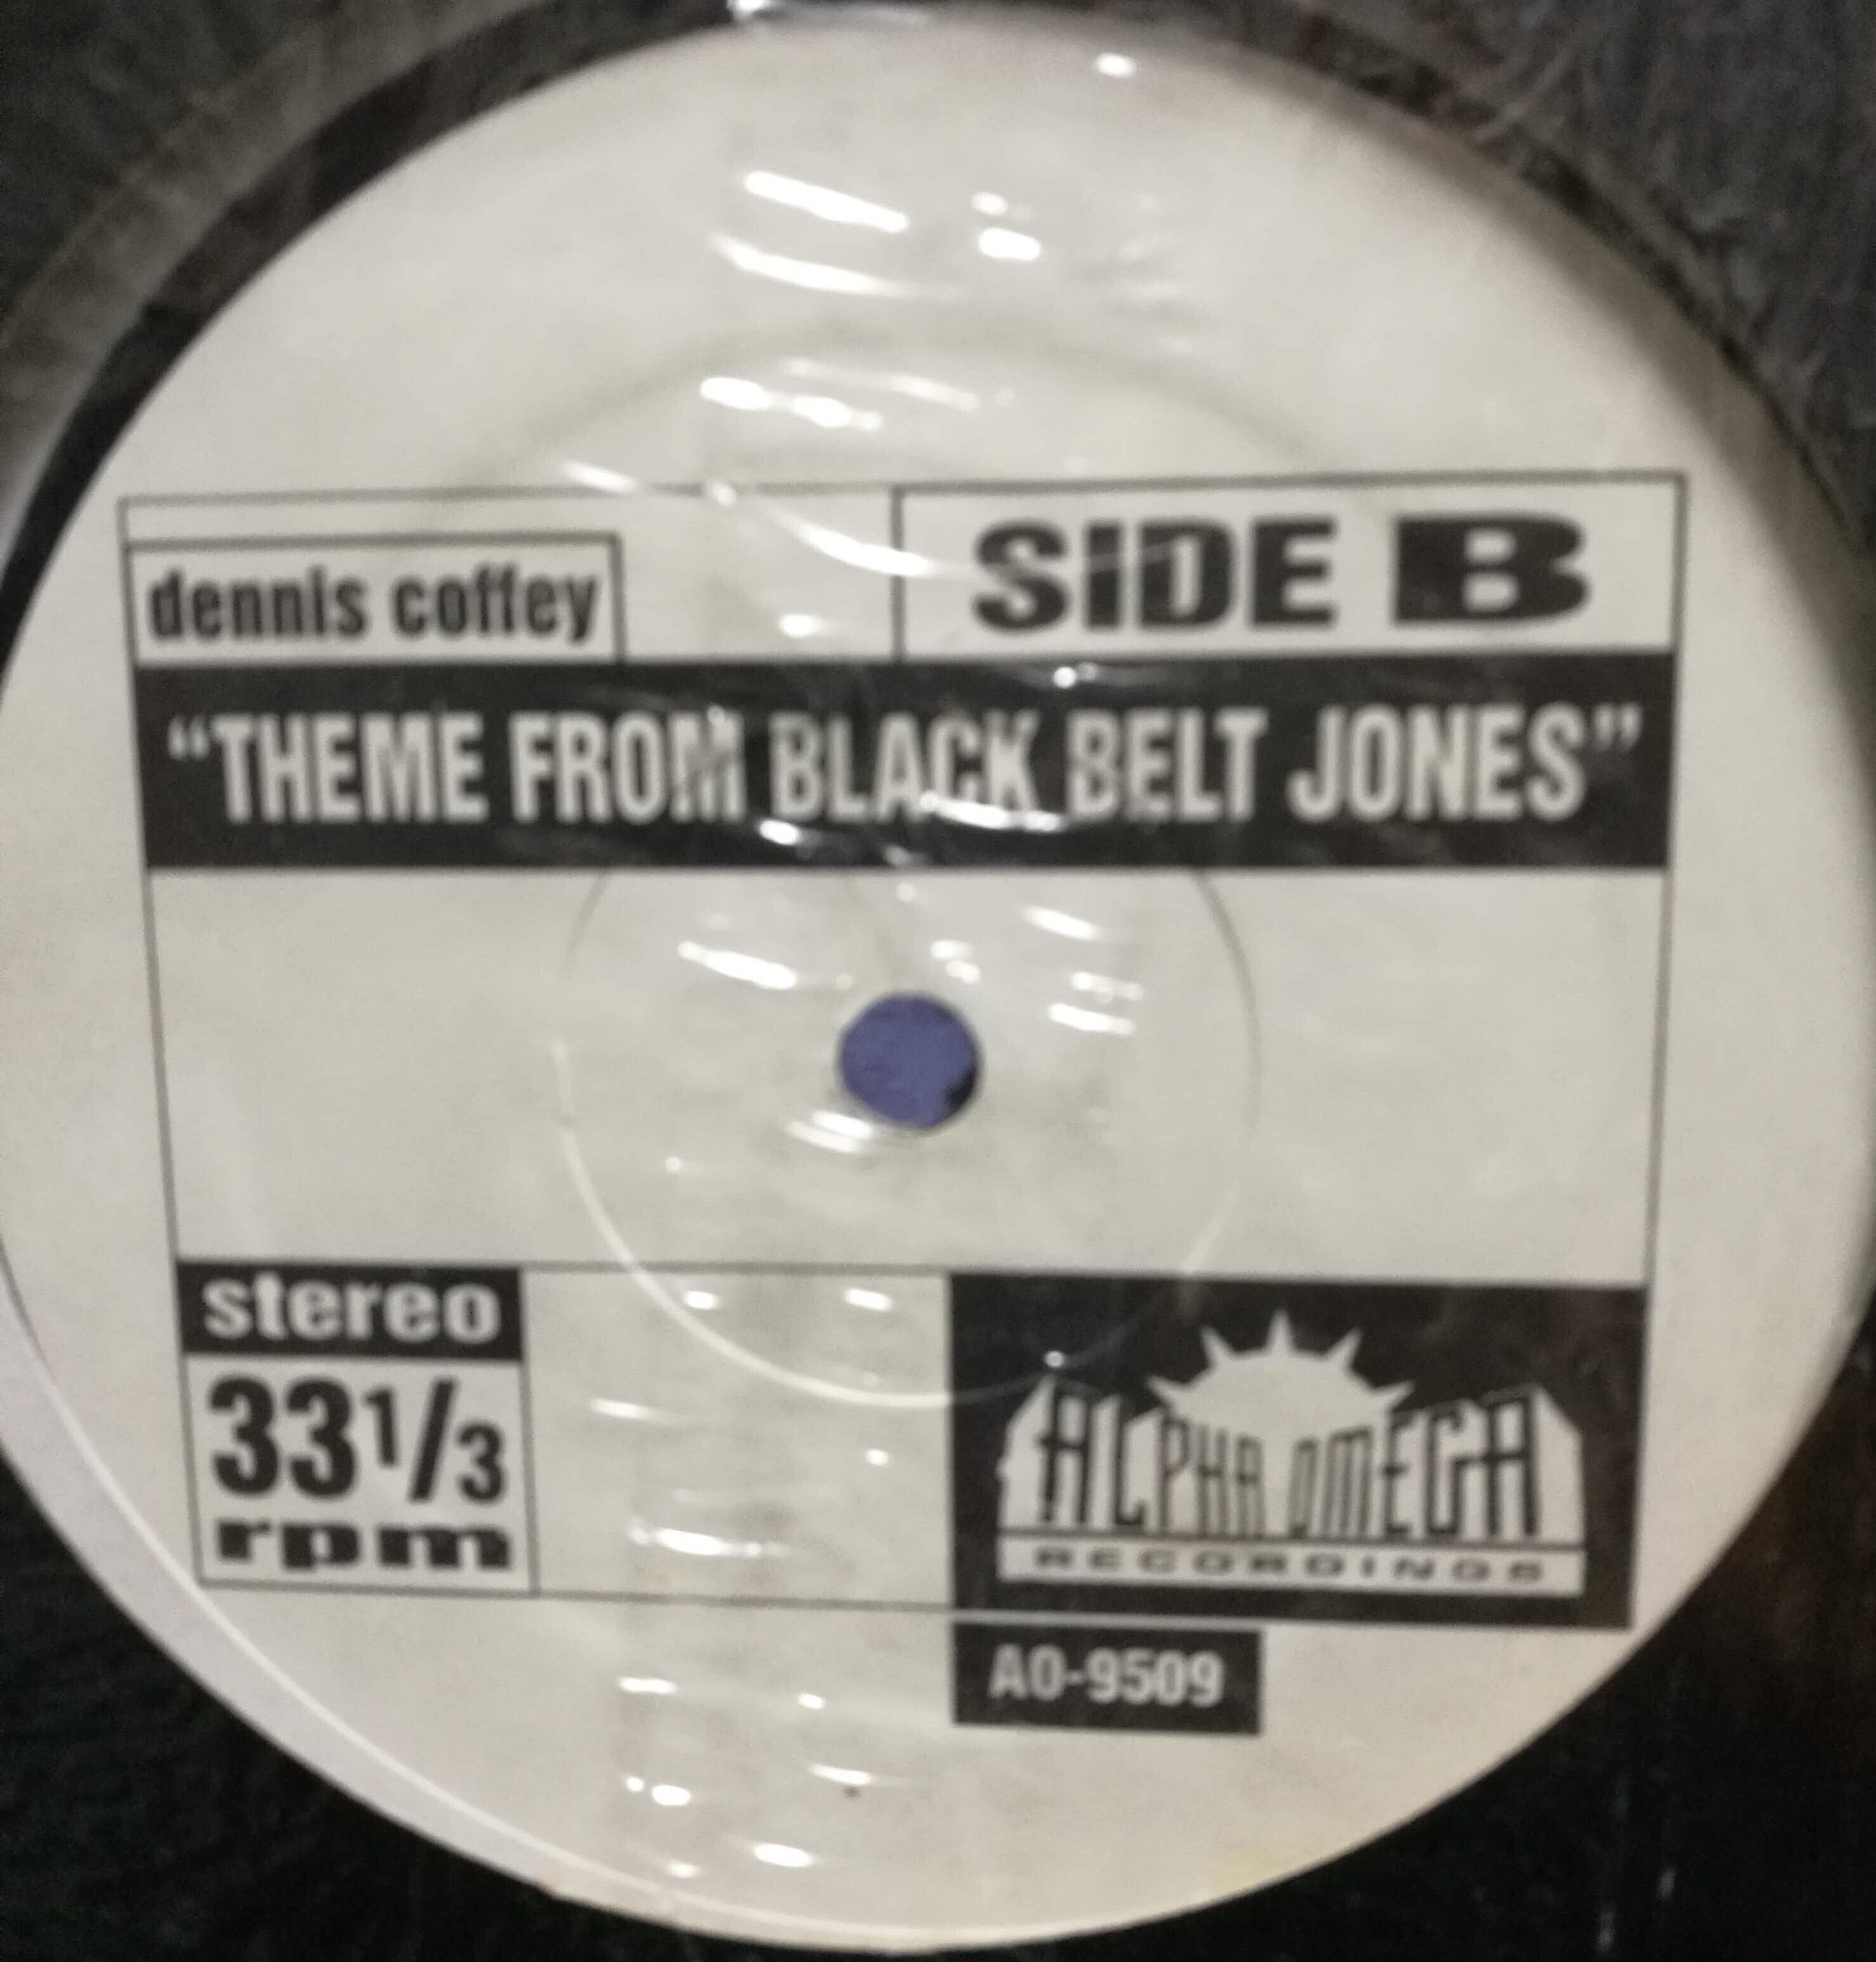 dennis coffey
SIDE B
“THEME FROM BLACK BELT JONES”
stereo
33 1/3
rpm
ALPHA OMEGA
RECORDINGS
AO-9509